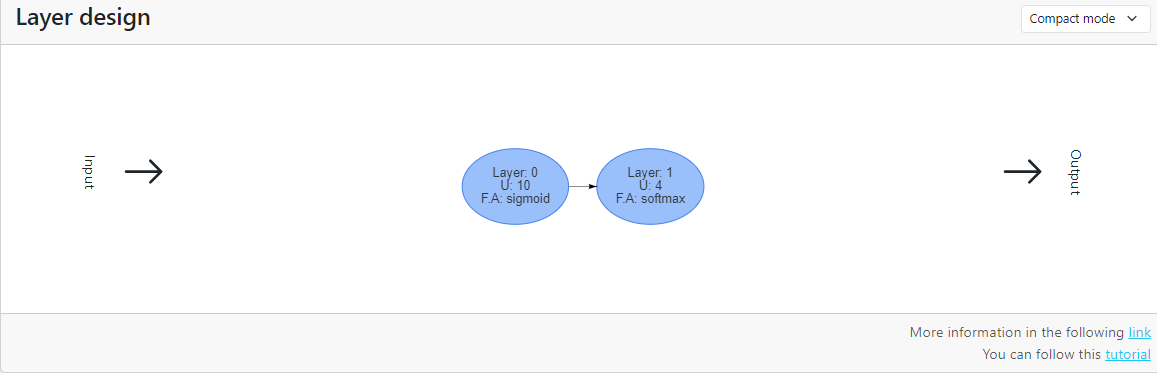 Layer design
Compact mode
Input
Layer: 0
U: 10
F.A: sigmoid
Layer: 1
U: 4
F.A: softmax
Output
More information in the following link
You can follow this tutorial